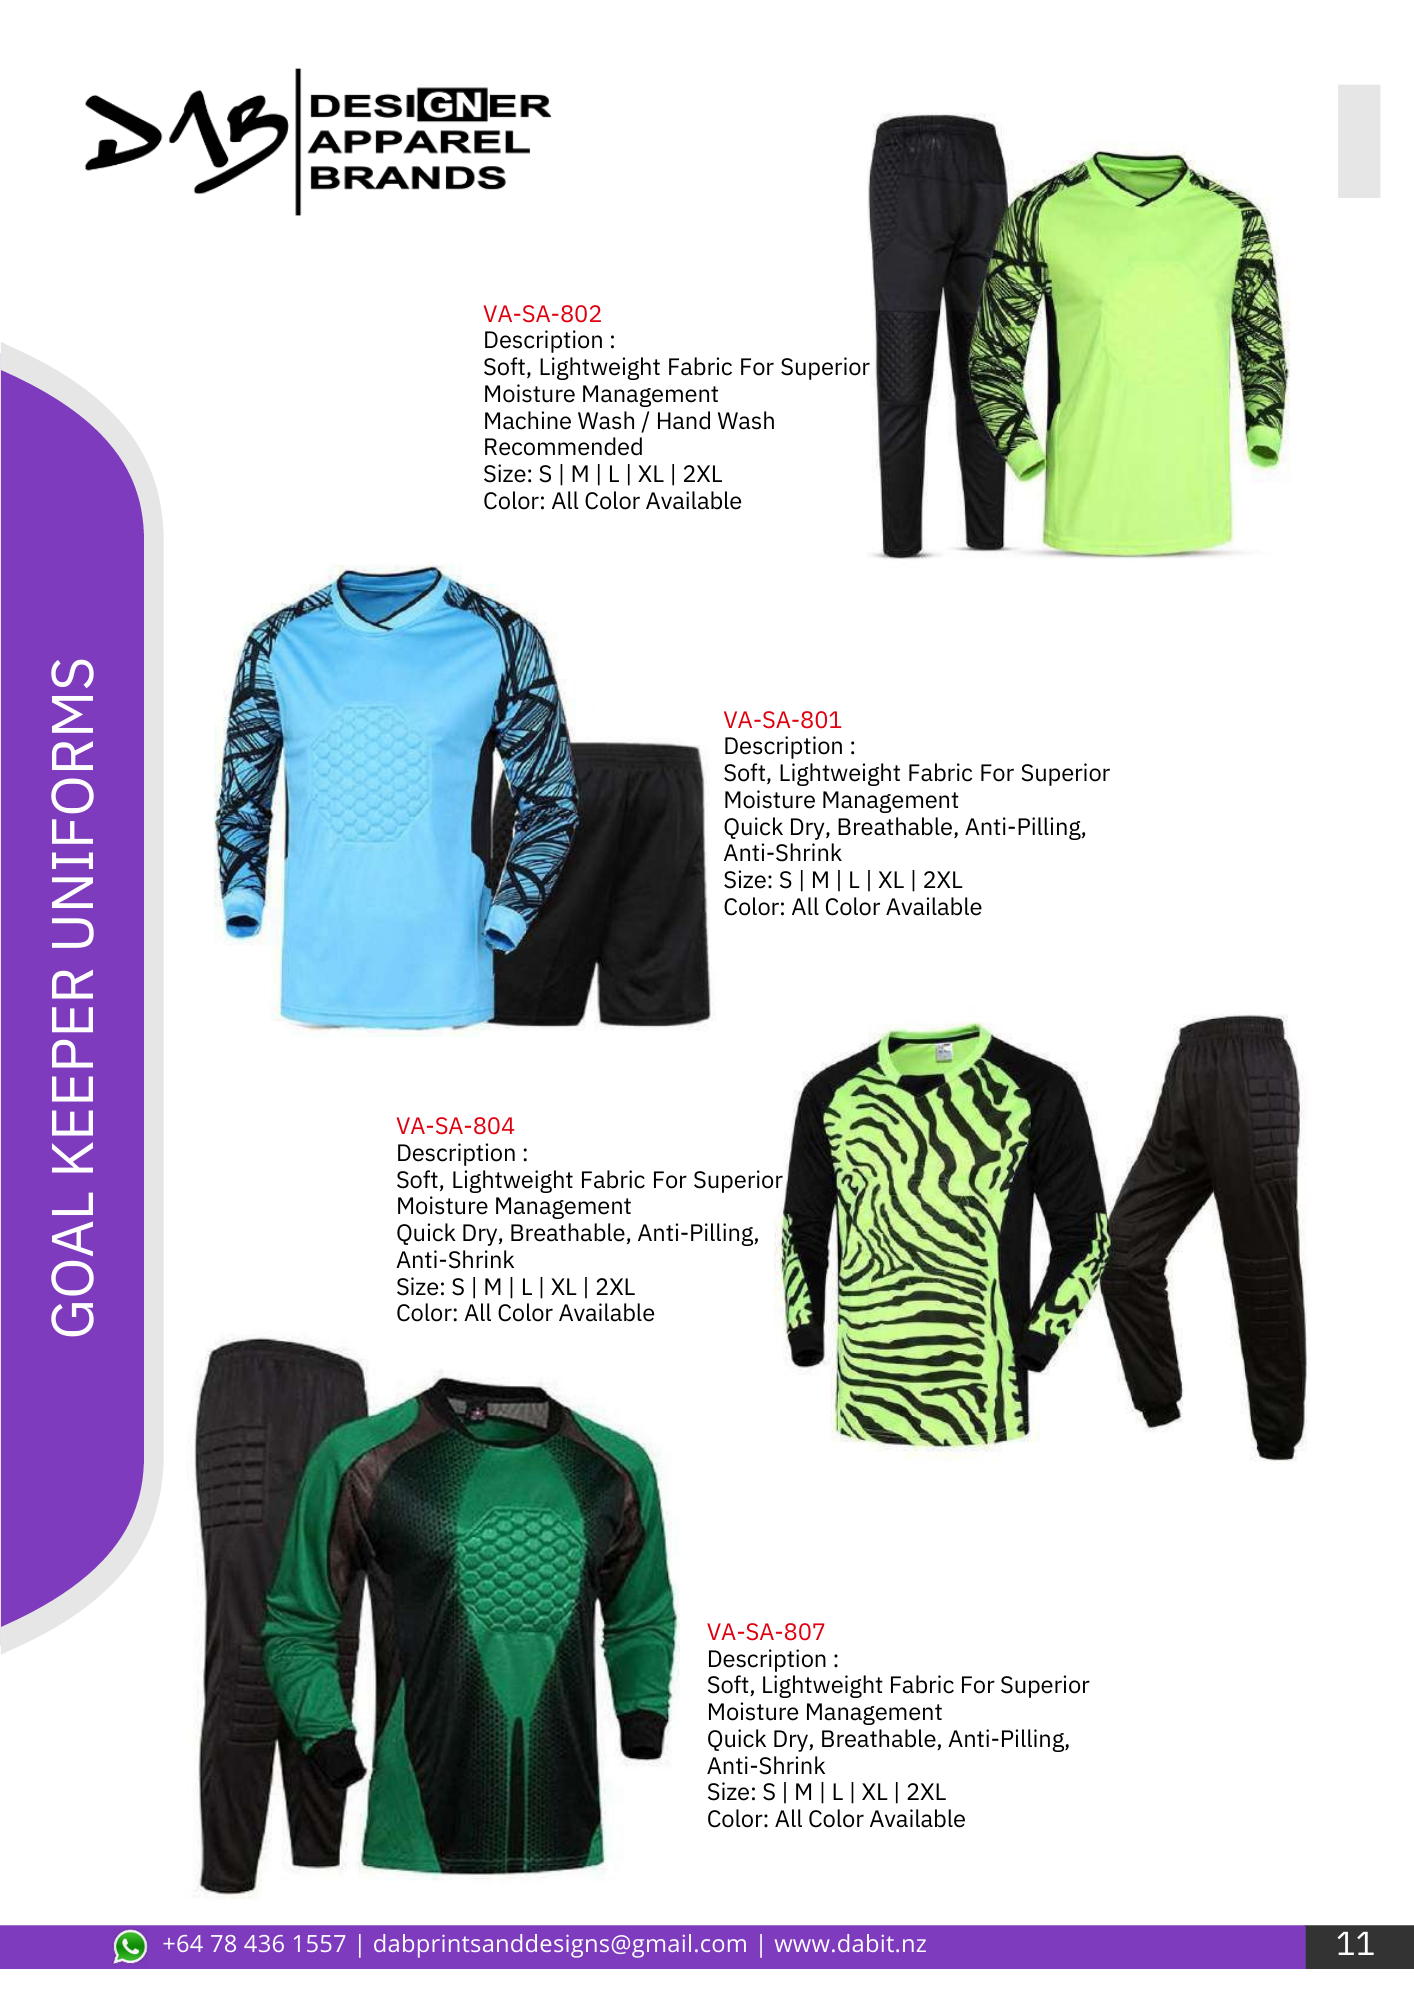 DAB
DESIGNER
APPAREL
BRANDS
VA-SA-802
Description :
Soft, Lightweight Fabric For Superior
Moisture Management
Machine Wash / Hand Wash
Recommended
Size: S | M | L | XL | 2XL
Color: All Color Available
GOAL KEEPER UNIFORMS
VA-SA-801
Description :
Soft, Lightweight Fabric For Superior
Moisture Management
Quick Dry, Breathable, Anti-Pilling,
Anti-Shrink
Size: S | M | L | XL | 2XL
Color: All Color Available
VA-SA-804
Description :
Soft, Lightweight Fabric For Superior
Moisture Management
Quick Dry, Breathable, Anti-Pilling,
Anti-Shrink
Size: S | M | L | XL | 2XL
Color: All Color Available
VA-SA-807
Description :
Soft, Lightweight Fabric For Superior
Moisture Management
Quick Dry, Breathable, Anti-Pilling,
Anti-Shrink
Size: S | M | L | XL | 2XL
Color: All Color Available
+64 78 436 1557 | dabprintsanddesigns@gmail.com | www.dabit.nz
11